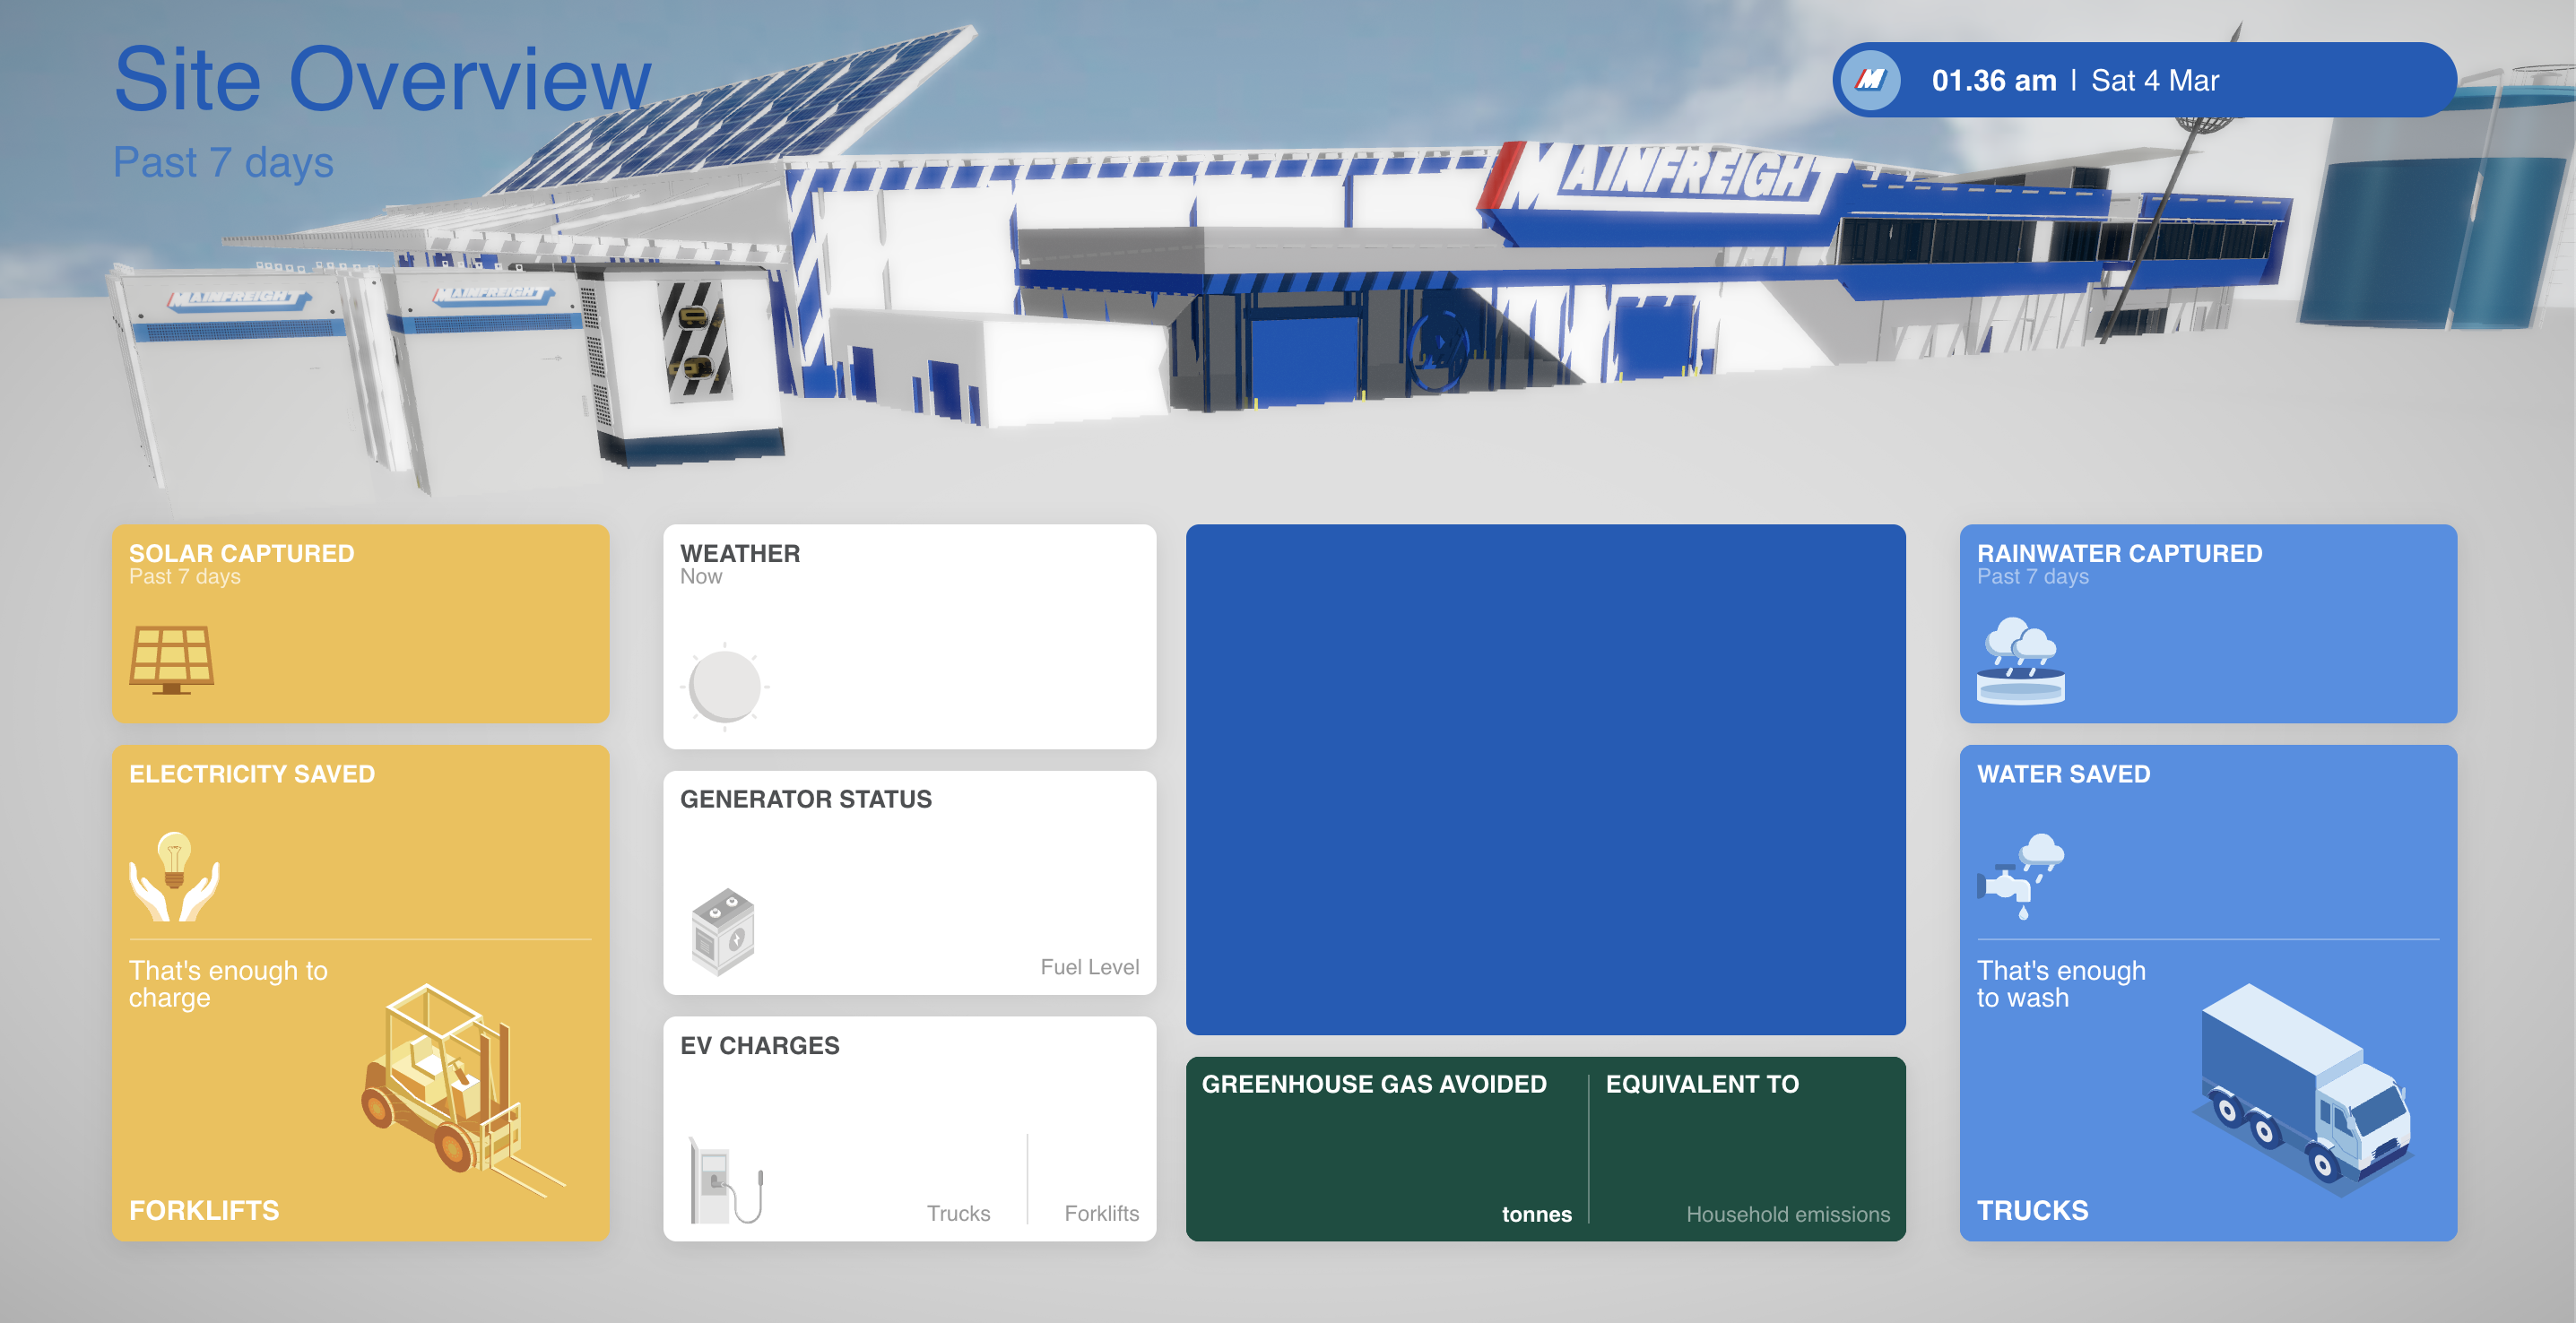 Site Overview
Past 7 days
01.36 am | Sat 4 Mar
MAINFREIGHT
MAINFREIGHT
MAINFREIGHT
SOLAR CAPTURED
Past 7 days
ELECTRICITY SAVED
That's enough to
charge
FORKLIFTS
WEATHER
Now
GENERATOR STATUS
Fuel Level
EV CHARGES
Trucks
Forklifts
GREENHOUSE GAS AVOIDED
tonnes
EQUIVALENT TO
Household emissions
RAINWATER CAPTURED
Past 7 days
WATER SAVED
That's enough
to wash
TRUCKS